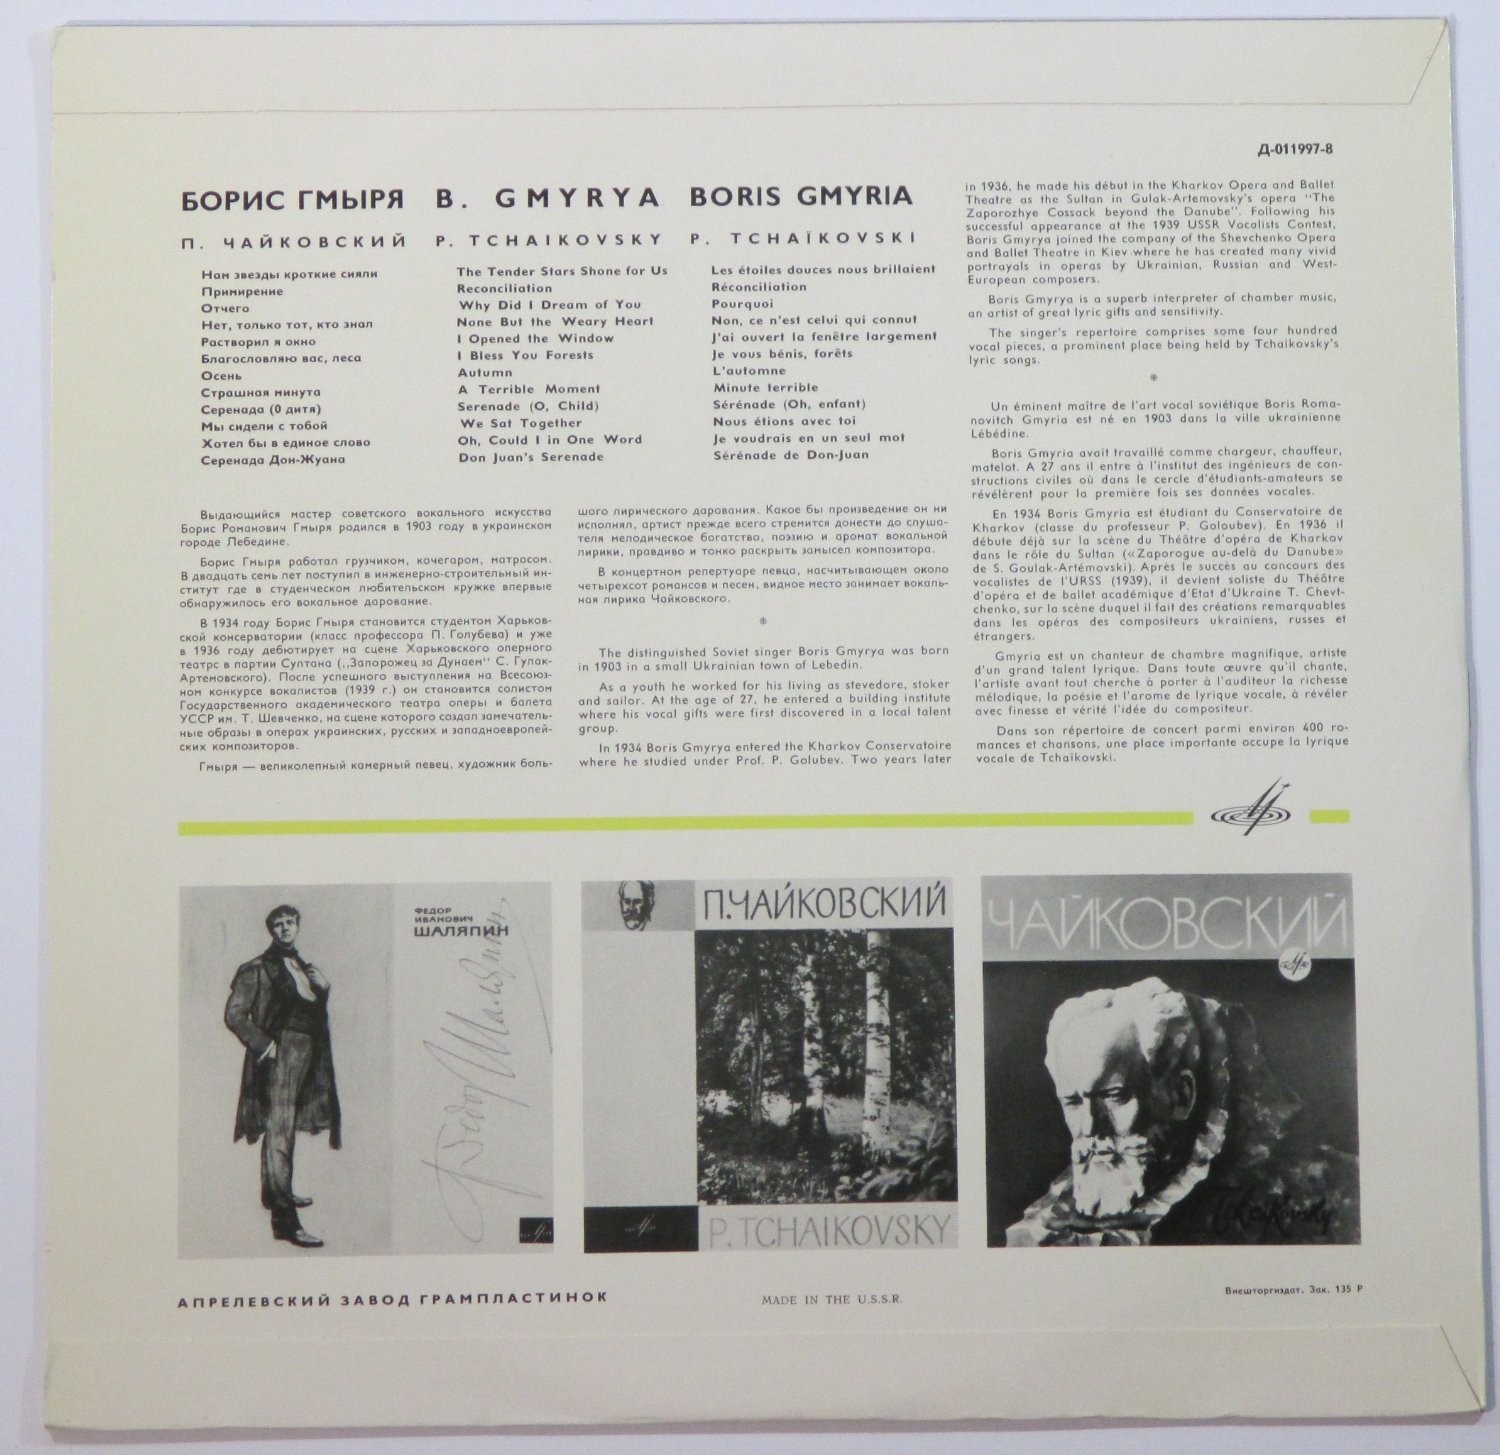 Д-011997-8
БОРИС ГМЫРЯ
П. ЧАЙКОВСКИЙ
Нам звезды кроткие сияли
Примирение
Отчего
Нет, только тот, кто знал
Растворил я окно
Благословляю вас, леса
Осень
Страшная минута
Серенада (О дитя)
Мы сидели с тобой
Хотел бы в единое слово
Серенада Дон-Жуана
B. GMYRYA
P. TCHAIKOVSKY
The Tender Stars Shone for Us
Reconciliation
Why Did I Dream of You
None But the Weary Heart
I Opened the Window
I Bless You Forests
Autumn
A Terrible Moment
Serenade (O, Child)
We Sat Together
Oh, Could I in One Word
Don Juan's Serenade
BORIS GMYRIA
P. TCHAÏKOVSKI
Les étoiles douces nous brillaient
Réconciliation
Pourquoi
Non, ce n'est celui qui connut
J'ai ouvert la fenêtre largement
Je vous bénis, forêts
L'automne
Minute terrible
Sérénade (Oh, enfant)
Nous étions avec toi
Je voudrais en un seul mot
Sérénade de Don-Juan
Выдающийся мастер советского вокального искусства
Борис Романович Гмыря родился в 1903 году в украинском
городе Лебедине.
Борис Гмыря работал грузчиком, кочегаром, матросом.
В двадцать семь лет поступил в инженерно-строительный ин-
ститут где в студенческом любительском кружке впервые
обнаружилось его вокальное дарование.
В 1934 году Борис Гмыря становится студентом Харьков-
ской консерватории (класс профессора П. Голубева) и уже
в 1936 году дебютирует на сцене Харьковского оперного
театрс в партии Султана (,,Запорожец за Дунаем" С. Гулак-
Артемовского). После успешного выступления на Всесоюз-
ном конкурсе вокалистов (1939 г.) он становится солистом
Государственного академического театра оперы и балета
УССР им. Т. Шевченко, на сцене которого создал замечатель-
ные образы в операх украинских, русских и западноевропей-
ских композиторов.
Гмыря — великолепный камерный певец, художник боль-
шого лирического дарования. Какое бы произведение он ни
исполнял, артист прежде всего стремится донести до слуша-
теля мелодическое богатство, поэзию и аромат вокальной
лирики, правдиво и тонко раскрыть замысел композитора.
В концертном репертуаре певца, насчитывающем около
четырехсот романсов и песен, видное место занимает вокаль-
ная лирика Чайковского.
*
The distinguished Soviet singer Boris Gmyrya was born
in 1903 in a small Ukrainian town of Lebedin.
As a youth he worked for his living as stevedore, stoker
and sailor. At the age of 27, he entered a building institute
where his vocal gifts were first discovered in a local talent
group.
In 1934 Boris Gmyrya entered the Kharkov Conservatoire
where he studied under Prof. P. Golubev. Two years later
in 1936, he made his début in the Kharkov Opera and Ballet
Theatre as the Sultan in Gulak-Artemovsky's opera "The
Zaporozhye Cossack beyond the Danube". Following his
successful appearance at the 1939 USSR Vocalists Contest,
Boris Gmyrya joined the company of the Shevchenko Opera
and Ballet Theatre in Kiev where he has created many vivid
portrayals in operas by Ukrainian, Russian and West-
European composers.
Boris Gmyrya is a superb interpreter of chamber music,
an artist of great lyric gifts and sensitivity.
The singer's repertoire comprises some four hundred
vocal pieces, a prominent place being held by Tchaikovsky's
lyric songs.
*
Un éminent maître de l'art vocal soviétique Boris Roma-
novitch Gmyria est né en 1903 dans la ville ukrainienne
Lébédine.
Boris Gmyria avait travaillé comme chargeur, chauffeur,
matelot. A 27 ans il entre à l'institut des ingénieurs de con-
structions civiles où dans le cercle d'étudiants-amateurs se
révélèrent pour la première fois ses données vocales.
En 1934 Boris Gmyria est étudiant du Conservatoire de
Kharkov (classe du professeur P. Goloubev). En 1936 il
débute déjà sur la scène du Théâtre d'opéra de Kharkov
dans le rôle du Sultan («Zaporogue au-delà du Danube»
de S. Goulak-Artémovski). Après le succès au concours des
vocalistes de l'URSS (1939), il devient soliste du Théâtre
d'opéra et de ballet académique d'Etat d'Ukraine T. Chevt-
chenko, sur la scène duquel il fait des créations remarquables
dans les opéras des compositeurs ukrainiens, russes et
étrangers.
Gmyria est un chanteur de chambre magnifique, artiste
d'un grand talent lyrique. Dans toute œuvre qu'il chante,
l'artiste avant tout cherche à porter à l'auditeur la richesse
mélodique, la poésie et l'arome de lyrique vocale, à révéler
avec finesse et vérité l'idée du compositeur.
Dans son répertoire de concert parmi environ 400 ro-
mances et chansons, une place importante occupe la lyrique
vocale de Tchaïkovski.
ФЕДОР
ИВАНОВИЧ
ШАЛЯПИН
Федор Шаляпин
П.ЧАЙКОВСКИЙ
P.TCHAIKOVSKY
ЧАЙКОВСКИЙ
Tchaikovsky
АПРЕЛЕВСКИЙ ЗАВОД ГРАМПЛАСТИНОК
MADE IN THE U.S.S.R.
Внешторгиздат. Зак. 135 Р